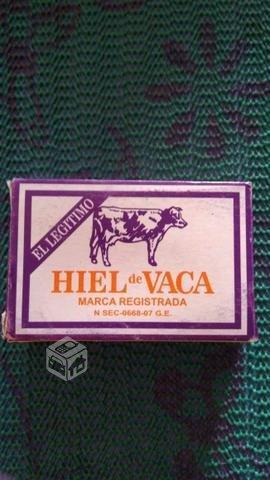 EL LEGITIMO
HIEL de VACA
MARCA REGISTRADA
N SEC-0668-07 G.E.